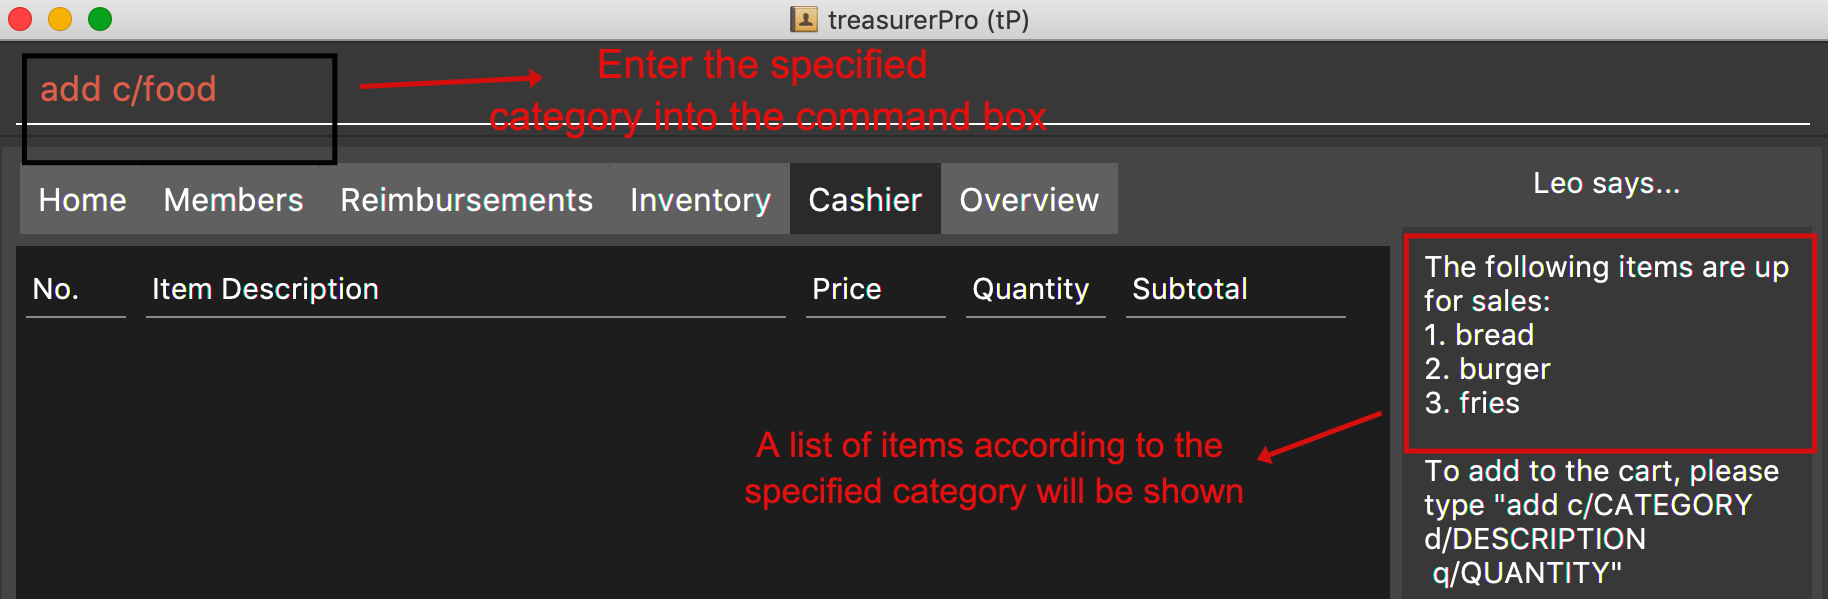 treasurerPro (tP)
add c/food
Enter the specified
category into the command box
Home Members Reimbursements Inventory Cashier Overview
Leo says...
No. Item Description Price Quantity Subtotal
The following items are up
for sales:
1. bread
2. burger
3. fries
A list of items according to the
specified category will be shown
To add to the cart, please
type "add c/CATEGORY
d/DESCRIPTION
q/QUANTITY"